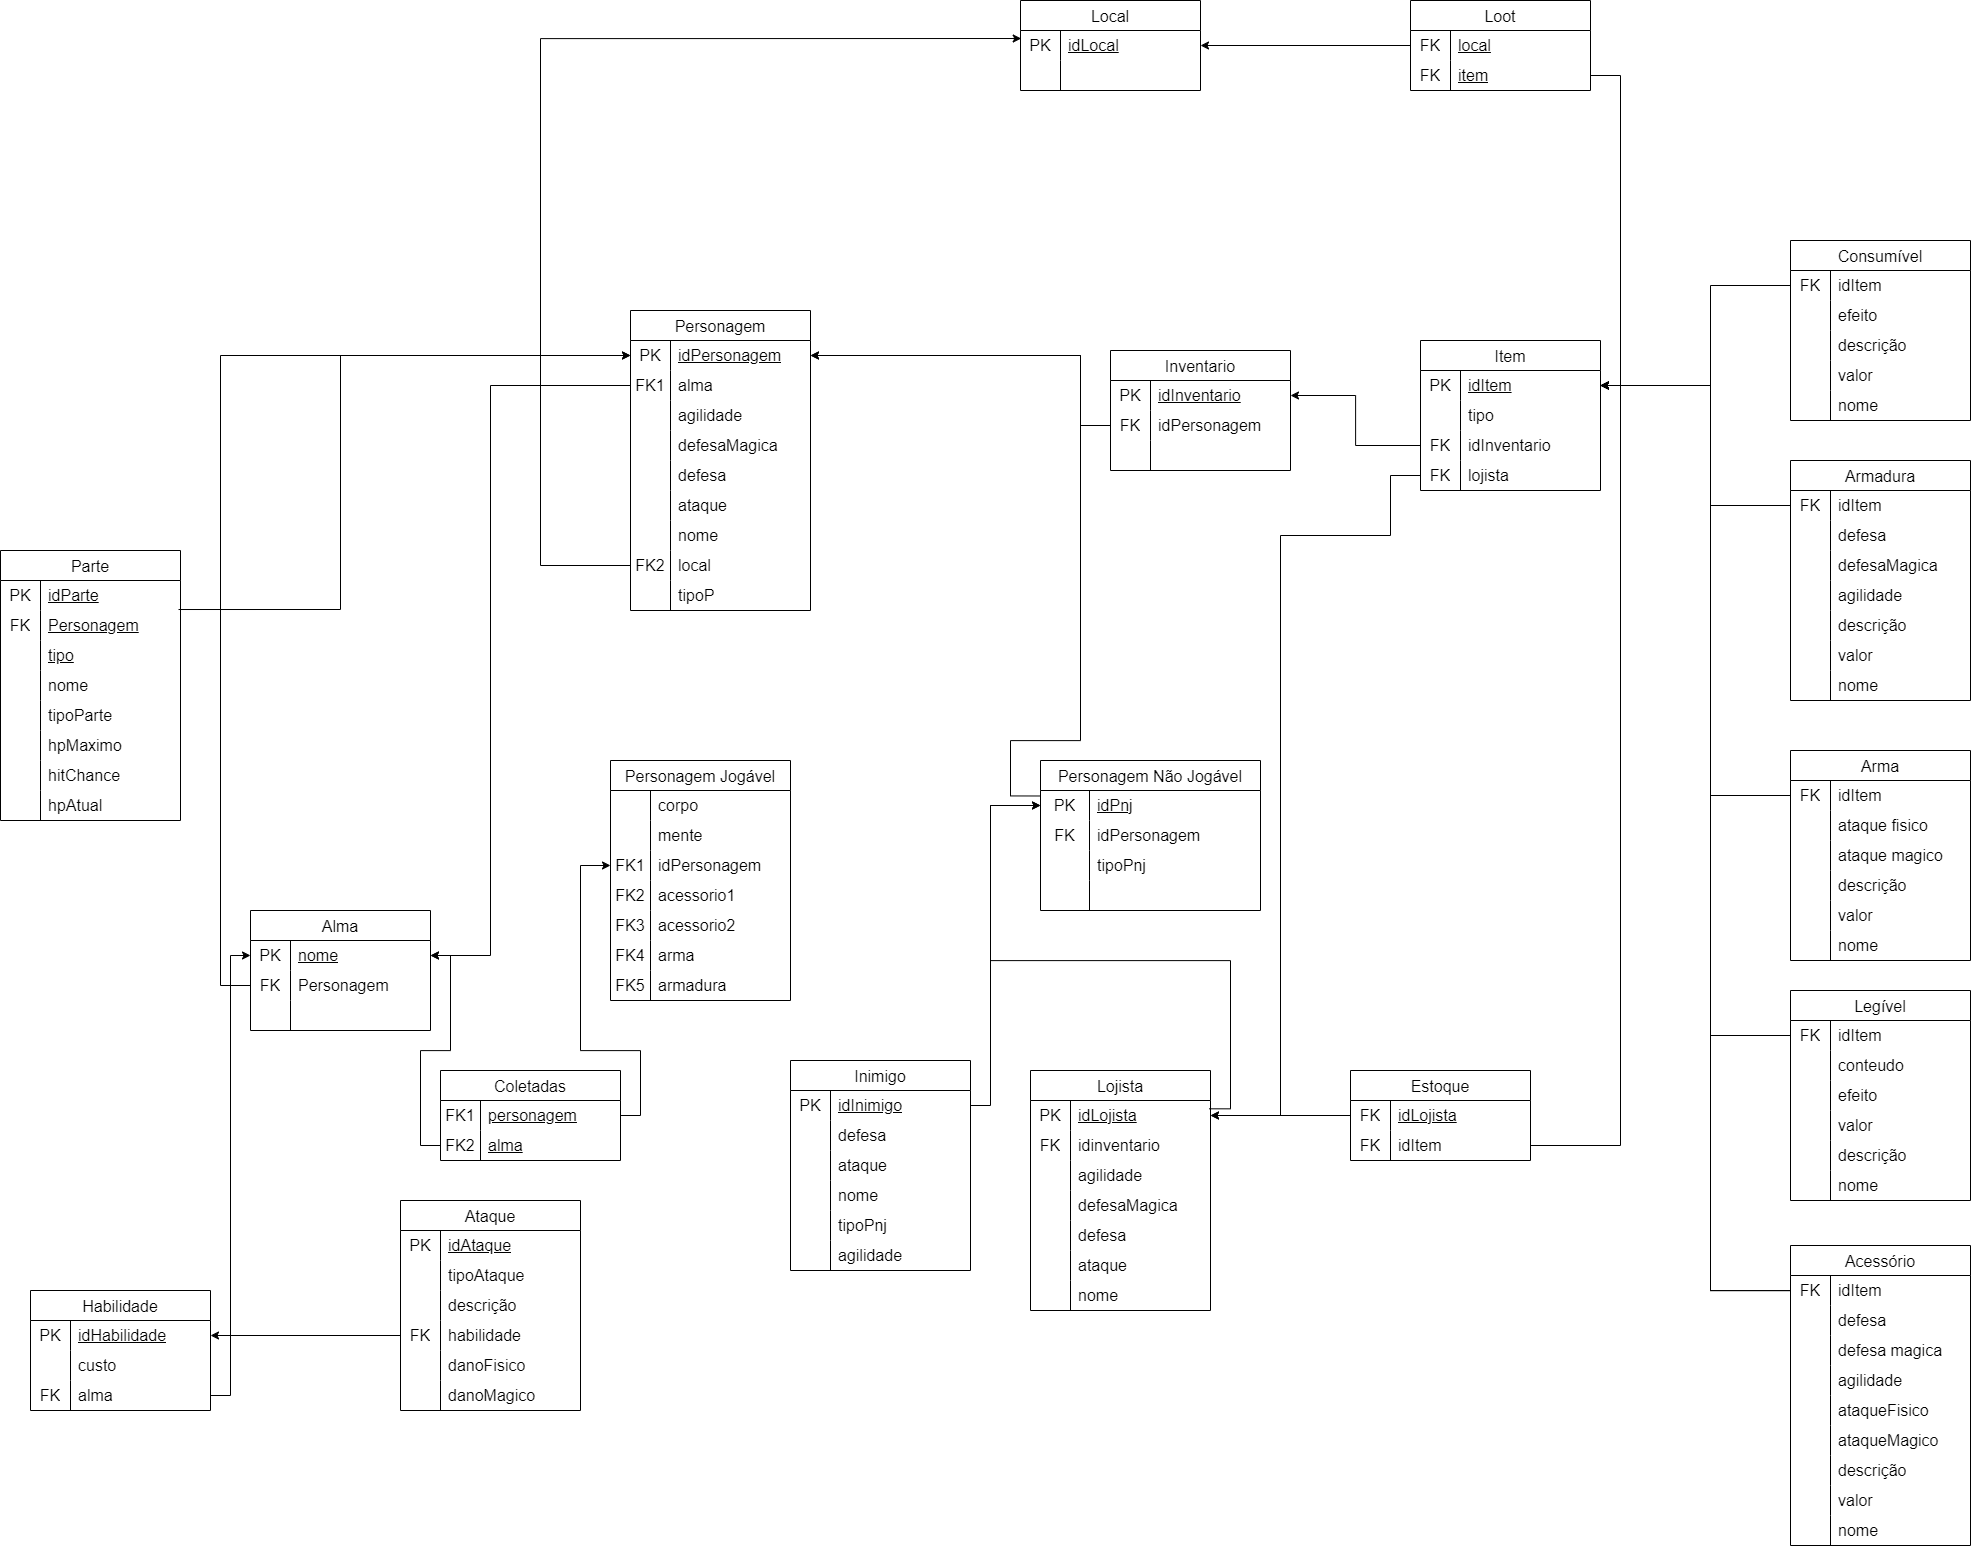 Local
PK idLocal
Loot
FK local
FK item
Consumível
FK idItem
efeito
descrição
valor
nome
Personagem
PK idPersonagem
FK1 alma
agilidade
defesaMagica
defesa
ataque
nome
FK2 local
tipoP
Inventario
PK idInventario
FK idPersonagem
Item
PK idItem
tipo
FK idInventario
FK lojista
Armadura
FK idItem
defesa
defesaMagica
agilidade
descrição
valor
nome
Parte
PK idParte
FK Personagem
tipo
nome
tipoParte
hpMaximo
hitChance
hpAtual
Personagem Jogável
corpo
mente
FK1 idPersonagem
FK2 acessorio1
FK3 acessorio2
FK4 arma
FK5 armadura
Personagem Não Jogável
PK idPnj
FK idPersonagem
tipoPnj
Arma
FK idItem
ataque fisico
ataque magico
descrição
valor
nome
Alma
PK nome
FK Personagem
Legível
FK idItem
conteudo
efeito
valor
descrição
nome
Coletadas
FK1 personagem
FK2 alma
Inimigo
PK idInimigo
defesa
ataque
nome
tipoPnj
agilidade
Lojista
PK idLojista
FK idinventario
agilidade
defesaMagica
defesa
ataque
nome
Estoque
FK idLojista
FK idItem
Ataque
PK idAtaque
tipoAtaque
descrição
FK habilidade
danoFisico
danoMagico
Habilidade
PK idHabilidade
custo
FK alma
Acessório
FK idItem
defesa
defesa magica
agilidade
ataqueFisico
ataqueMagico
descrição
valor
nome